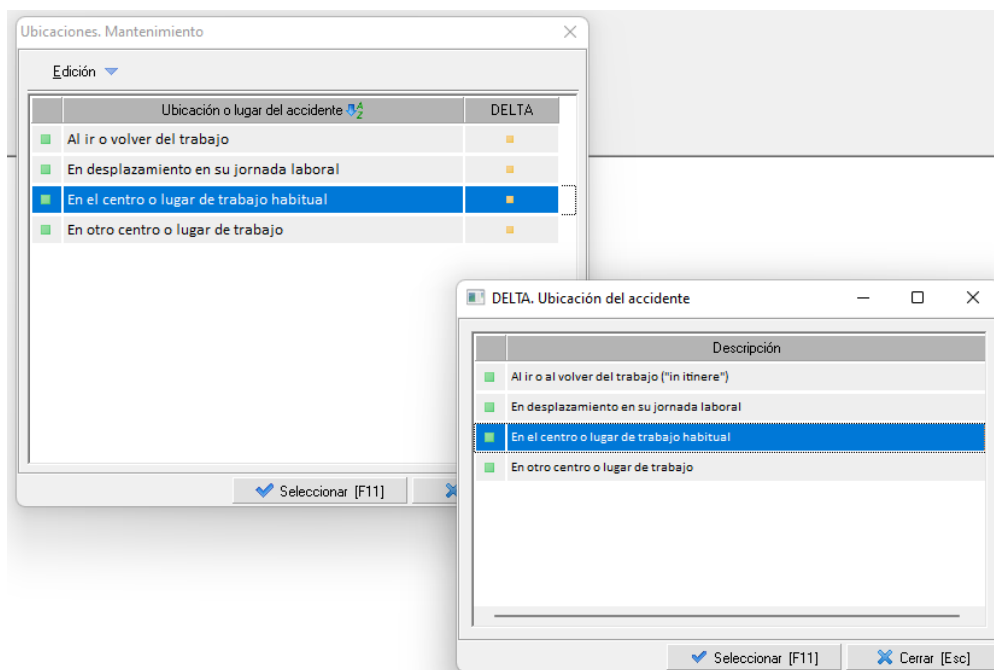 Ubicaciones. Mantenimiento
Edición
Ubicación o lugar del accidente DELTA
Al ir o volver del trabajo
En desplazamiento en su jornada laboral
En el centro o lugar de trabajo habitual
En otro centro o lugar de trabajo
Seleccionar [F11]
DELTA. Ubicación del accidente
Descripción
Al ir o al volver del trabajo ("in itinere")
En desplazamiento en su jornada laboral
En el centro o lugar de trabajo habitual
En otro centro o lugar de trabajo
Seleccionar [F11] Cerrar [Esc]